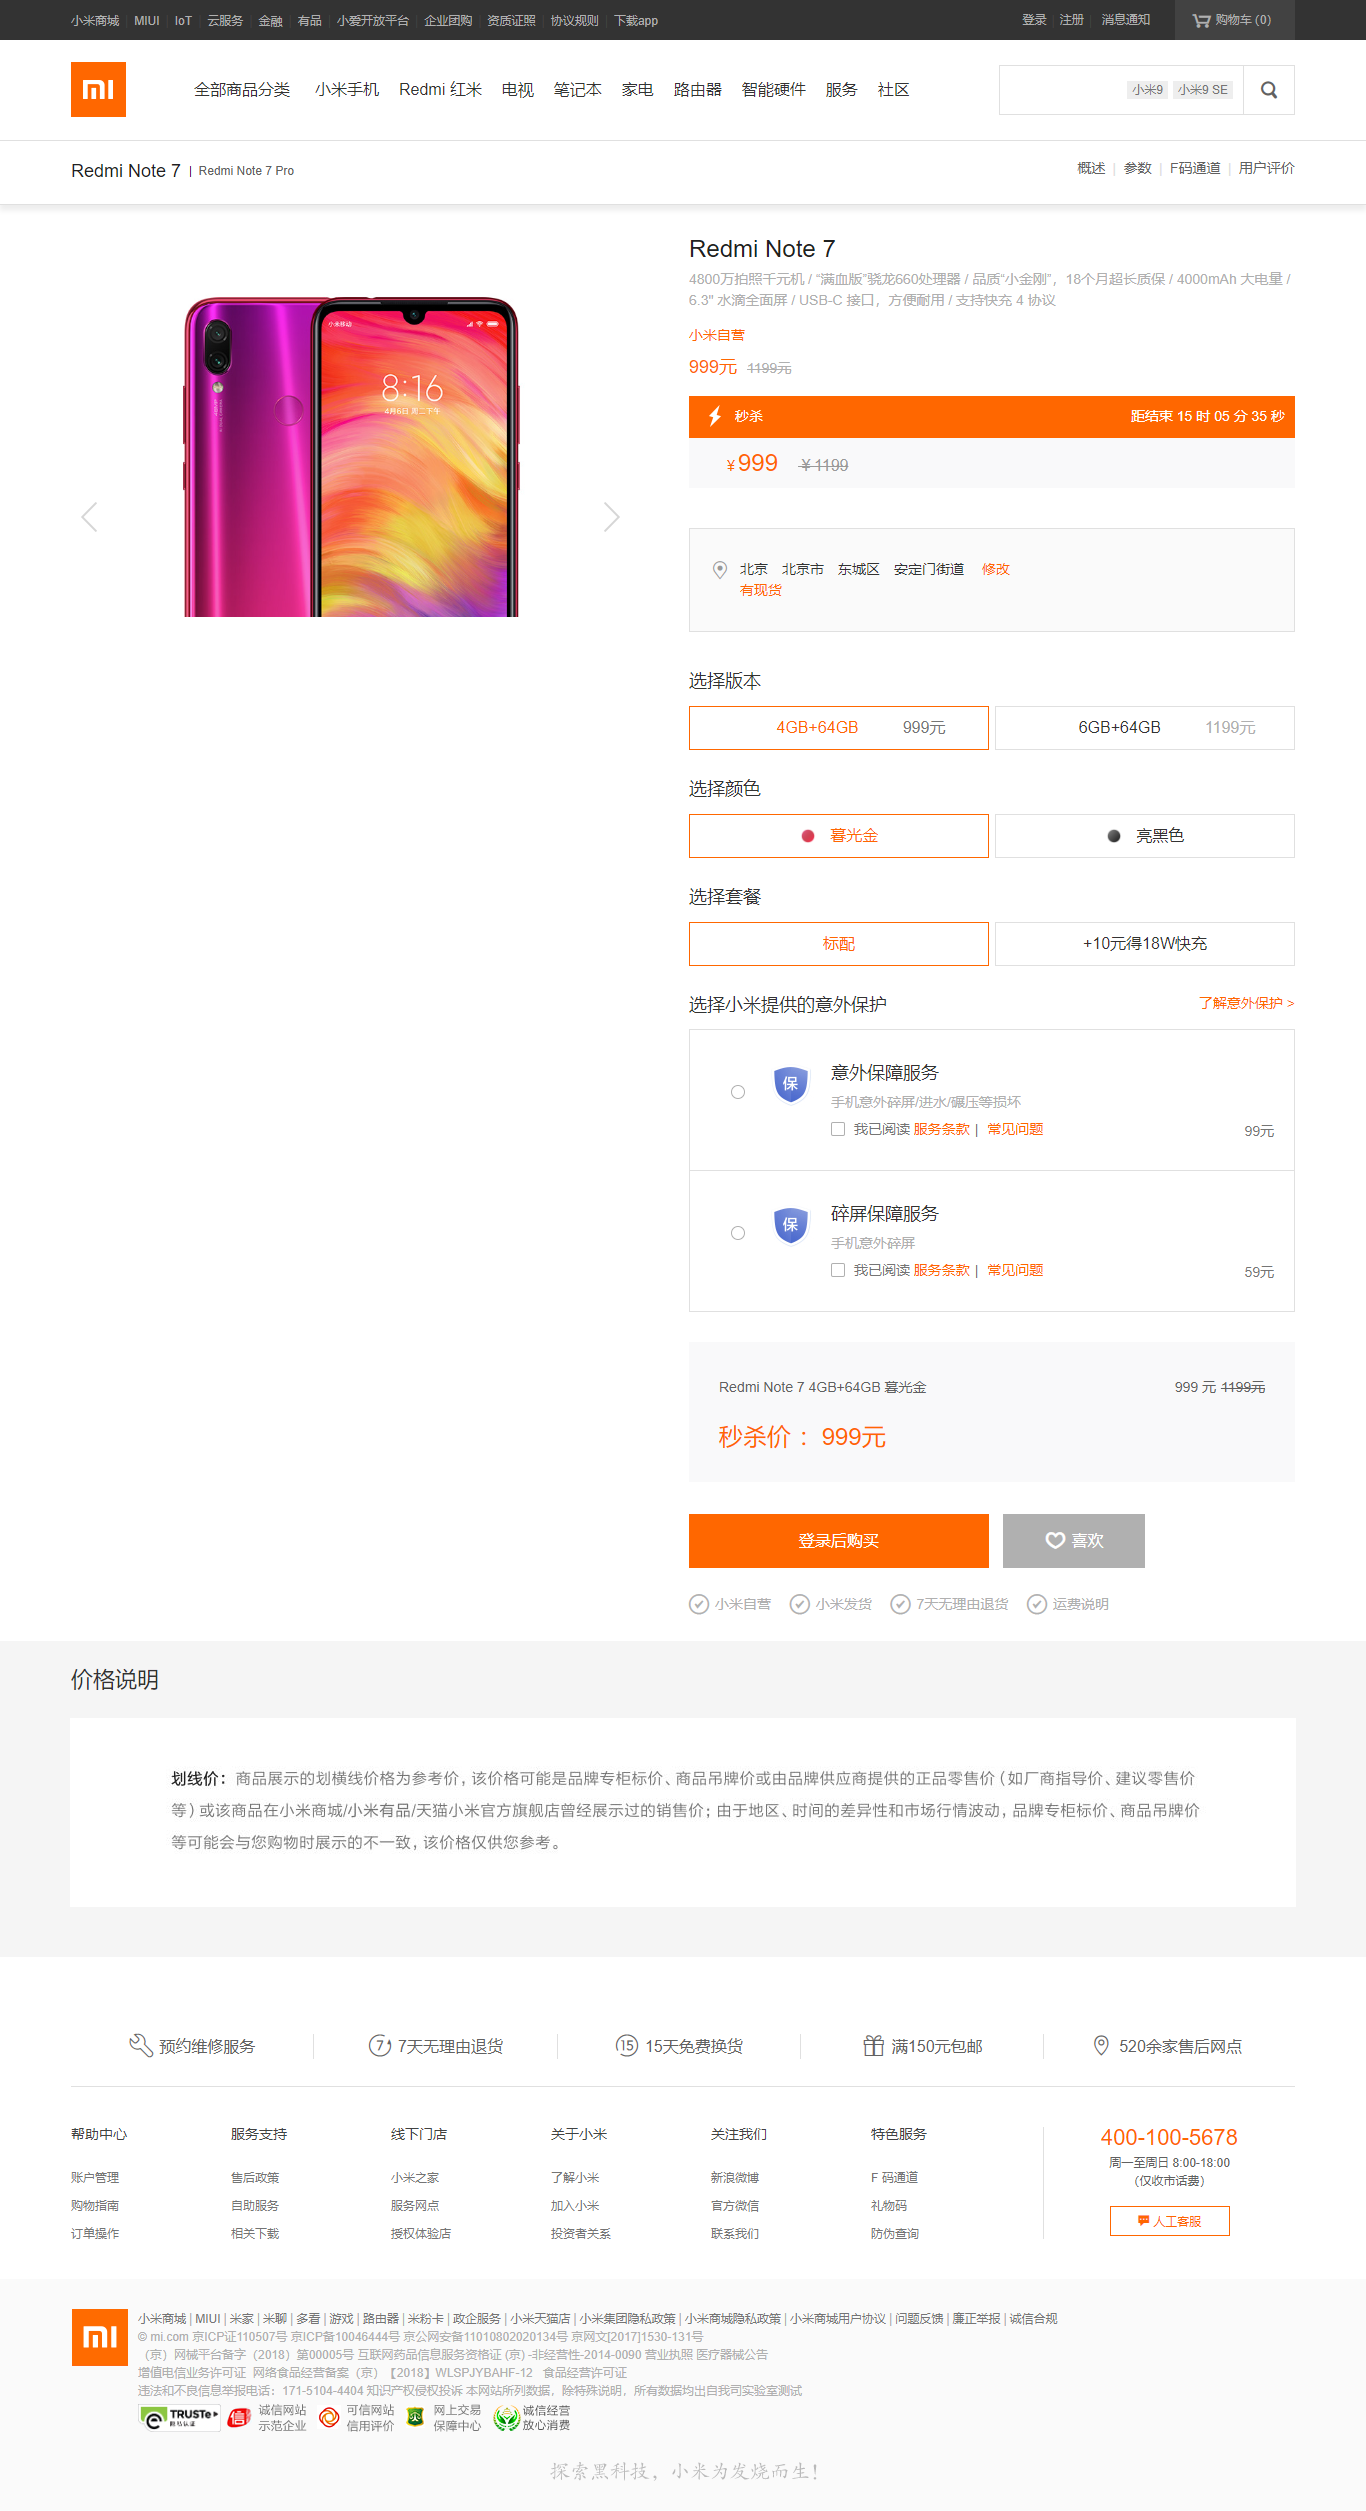 小米商城 MIUI IoT 云服务 金融 有品 小爱开放平台 企业团购 资质证照 协议规则 下载app 登录 注册 消息通知 购物车 (0)
mi 全部商品分类 小米手机 Redmi 红米 电视 笔记本 家电 路由器 智能硬件 服务 社区 小米9 小米9 SE
Redmi Note 7 | Redmi Note 7 Pro 概述 | 参数 | F码通道 | 用户评价
Redmi Note 7
4800万拍照千元机 / “满血版”骁龙660处理器 / 品质“小金刚”，18个月超长质保 / 4000mAh 大电量 /
6.3″ 水滴全面屏 / USB-C 接口，方便耐用 / 支持快充 4 协议
小米自营
999元 1199元
小米移动
8:16
4月6日 周二下午
秒杀 距结束 15 时 05 分 35 秒
¥ 999 ￥1199
北京 北京市 东城区 安定门街道 修改
有现货
选择版本
4GB+64GB 999元 6GB+64GB 1199元
选择颜色
暮光金 亮黑色
选择套餐
标配 +10元得18W快充
选择小米提供的意外保护 了解意外保护 >
保 意外保障服务
手机意外碎屏/进水/碾压等损坏
我已阅读 服务条款 | 常见问题 99元
保 碎屏保障服务
手机意外碎屏
我已阅读 服务条款 | 常见问题 59元
Redmi Note 7 4GB+64GB 暮光金 999 元 1199元
秒杀价 ：999元
登录后购买 喜欢
小米自营 小米发货 7天无理由退货 运费说明
价格说明
划线价：商品展示的划横线价格为参考价，该价格可能是品牌专柜标价、商品吊牌价或由品牌供应商提供的正品零售价（如厂商指导价、建议零售价
等）或该商品在小米商城/小米有品/天猫小米官方旗舰店曾经展示过的销售价；由于地区、时间的差异性和市场行情波动，品牌专柜标价、商品吊牌价
等可能会与您购物时展示的不一致，该价格仅供您参考。
预约维修服务 7 7天无理由退货 15 15天免费换货 满150元包邮 520余家售后网点
帮助中心 服务支持 线下门店 关于小米 关注我们 特色服务 400-100-5678
周一至周日 8:00-18:00
（仅收市话费）
账户管理 售后政策 小米之家 了解小米 新浪微博 F 码通道
购物指南 自助服务 服务网点 加入小米 官方微信 礼物码
订单操作 相关下载 授权体验店 投资者关系 联系我们 防伪查询
人工客服
mi 小米商城 | MIUI | 米家 | 米聊 | 多看 | 游戏 | 路由器 | 米粉卡 | 政企服务 | 小米天猫店 | 小米集团隐私政策 | 小米商城隐私政策 | 小米商城用户协议 | 问题反馈 | 廉正举报 | 诚信合规
© mi.com 京ICP证110507号 京ICP备10046444号 京公网安备11010802020134号 京网文[2017]1530-131号
（京）网械平台备字（2018）第00005号 互联网药品信息服务资格证 (京) -非经营性-2014-0090 营业执照 医疗器械公告
增值电信业务许可证 网络食品经营备案（京）【2018】WLSPJYBAHF-12 食品经营许可证
违法和不良信息举报电话：171-5104-4404 知识产权侵权投诉 本网站所列数据，除特殊说明，所有数据均出自我司实验室测试
TRUSTe 诚信网站 可信网站 网上交易 诚信经营
信 示范企业 信用评价 保障中心 放心消费
探索黑科技，小米为发烧而生！